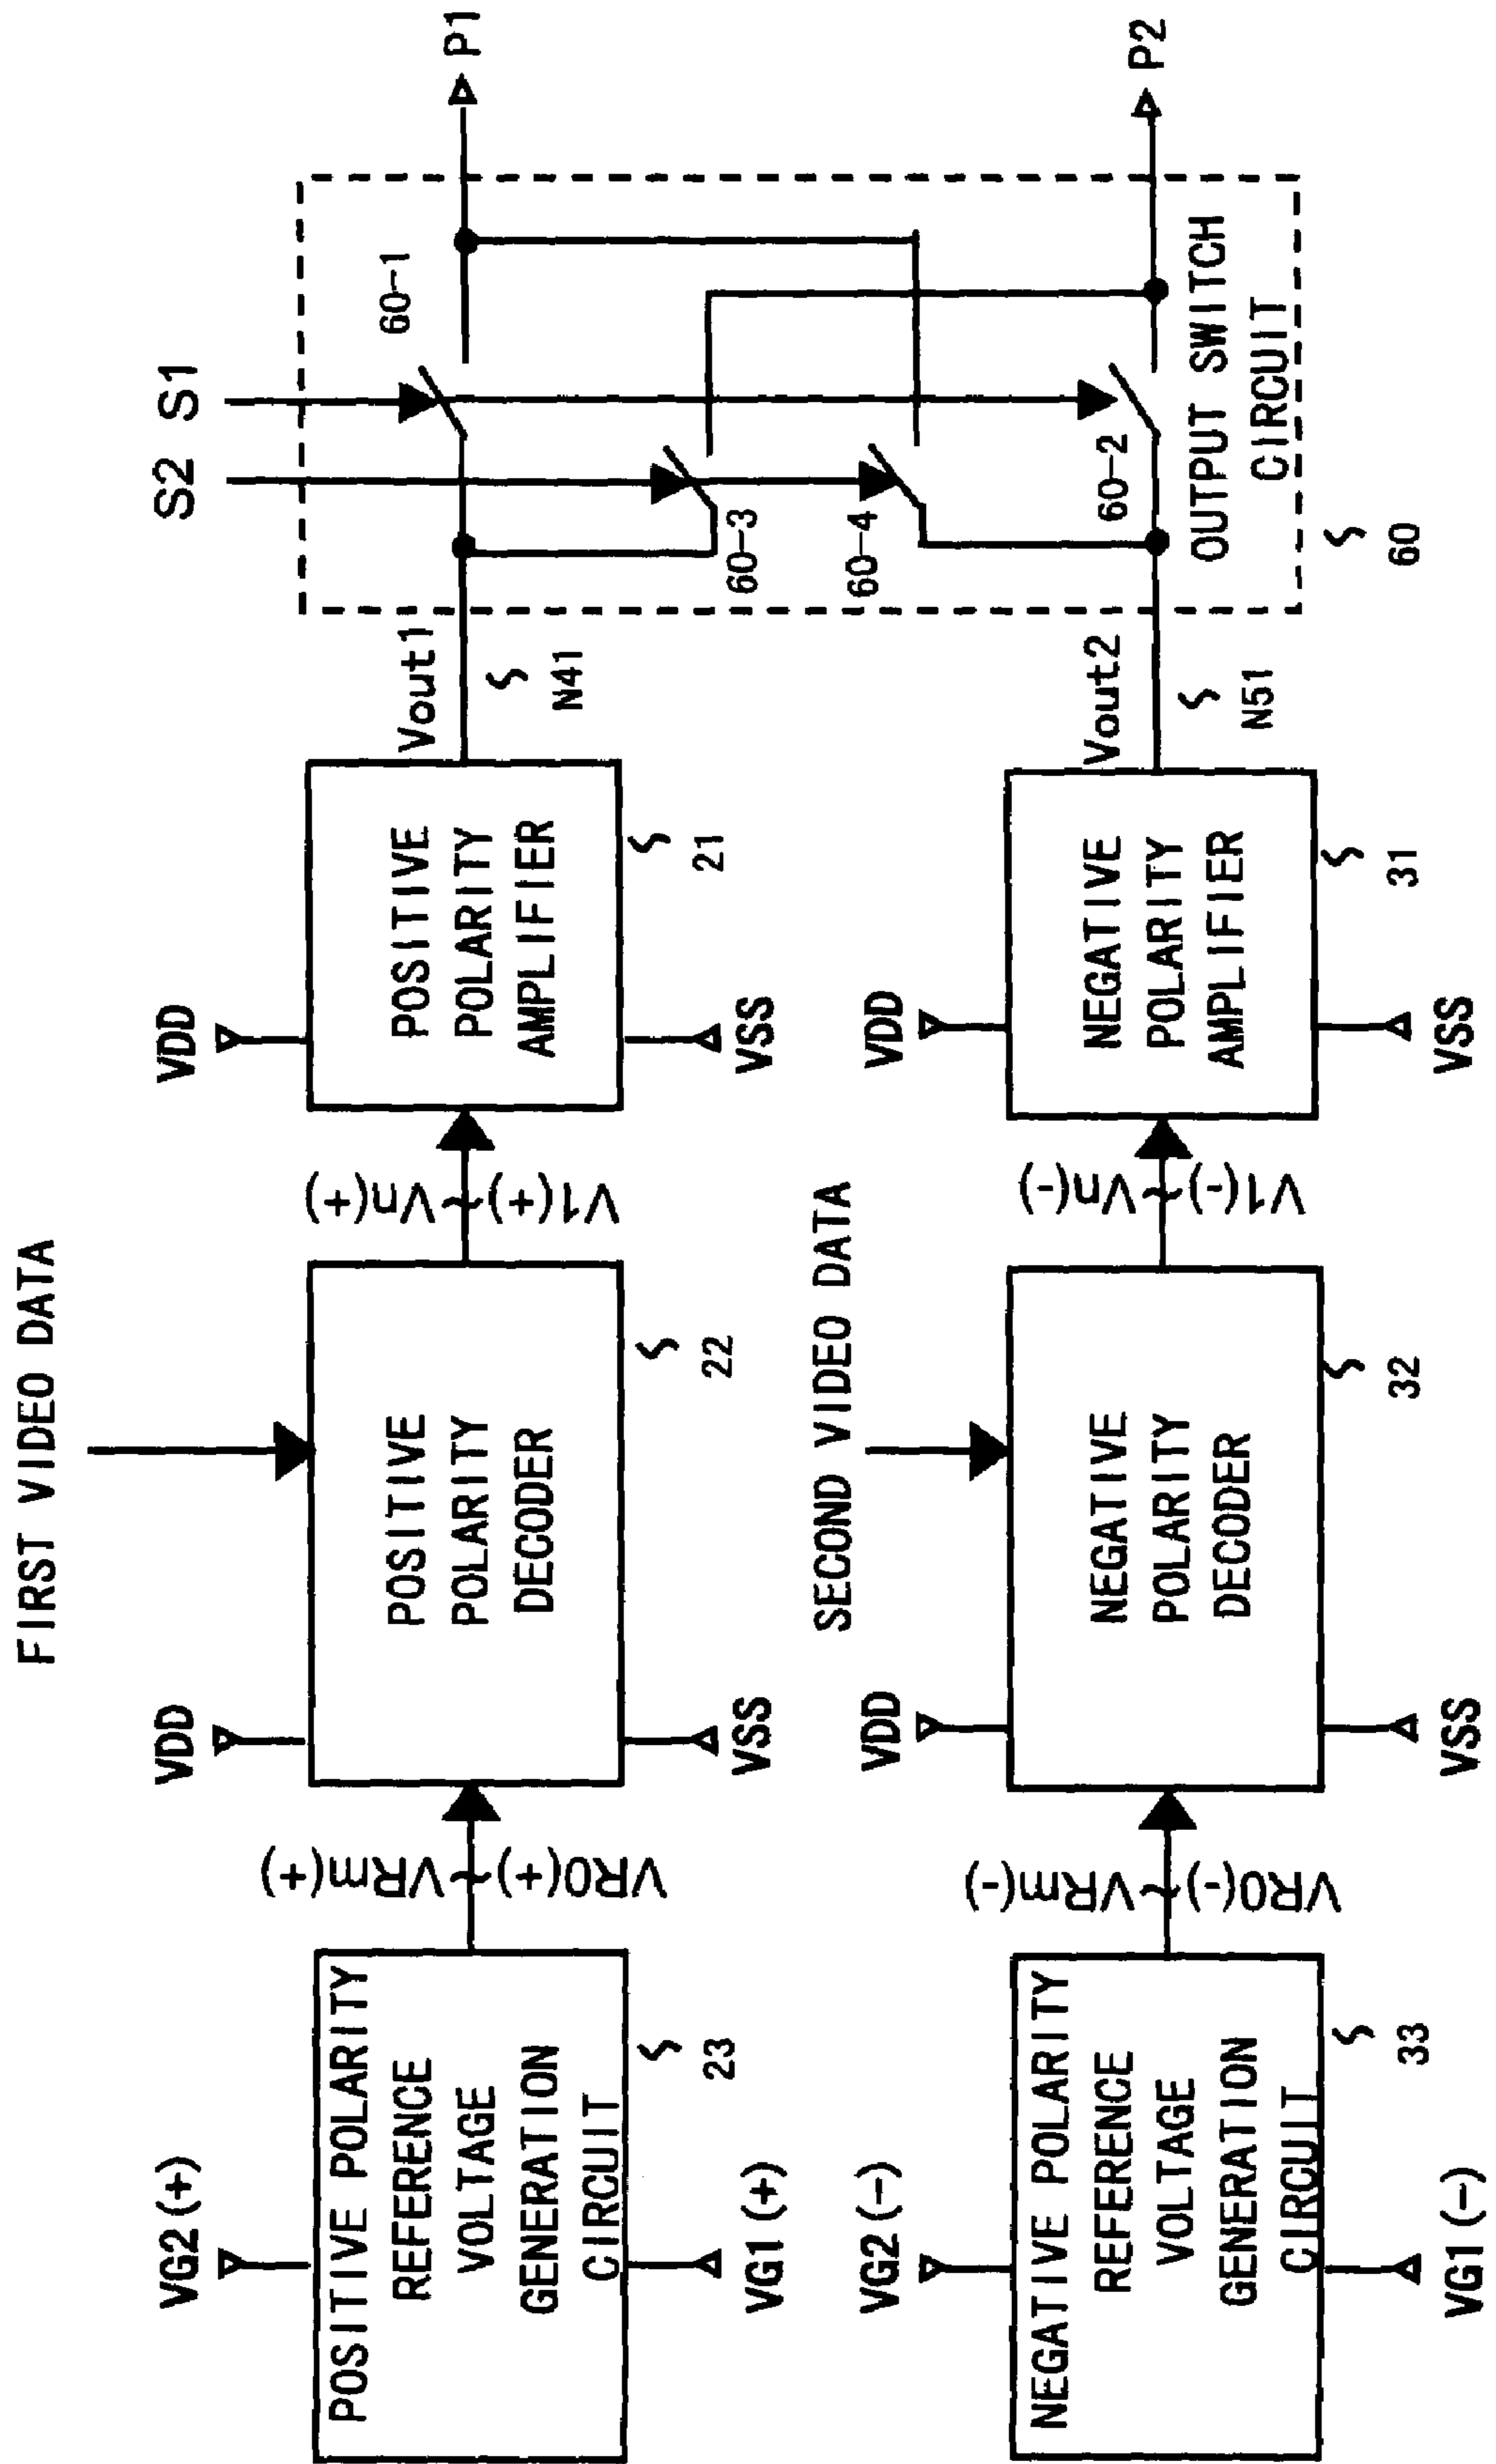 FIRST VIDEO DATA
VG2(+)
POSITIVE POLARITY
REFERENCE
VOLTAGE
GENERATION
CIRCUIT
23
VG1(+)
VRm(+)
~
VR0(+)
VDD
POSITIVE
POLARITY
DECODER
22
VSS
Vn(+)
~
V1(+)
VDD
POSITIVE
POLARITY
AMPLIFIER
21
VSS
Vout1
N41
S2
S1
60-1
60-3
60-4
60-2
P1
P2
OUTPUT SWITCH
CIRCUIT
60
SECOND VIDEO DATA
VG2(-)
NEGATIVE POLARITY
REFERENCE
VOLTAGE
GENERATION
CIRCUIT
33
VG1(-)
VRm(-)
~
VR0(-)
VDD
NEGATIVE
POLARITY
DECODER
32
VSS
Vn(-)
~
V1(-)
VDD
NEGATIVE
POLARITY
AMPLIFIER
31
VSS
Vout2
N51